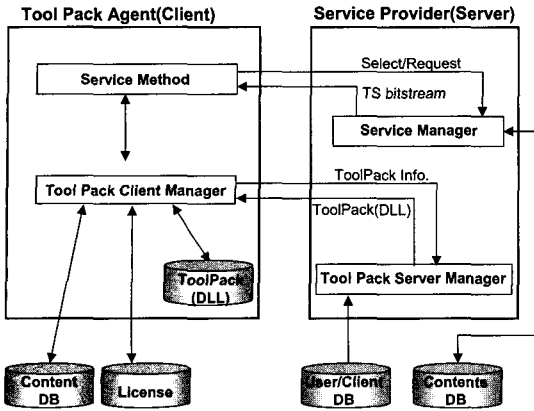 Tool Pack Agent(Client)
Service Provider(Server)
Service Method
Select/Request
TS bitstream
Service Manager
Tool Pack Client Manager
ToolPack Info.
ToolPack(DLL)
ToolPack
(DLL)
Tool Pack Server Manager
Content
DB
License
User/Client
DB
Contents
DB